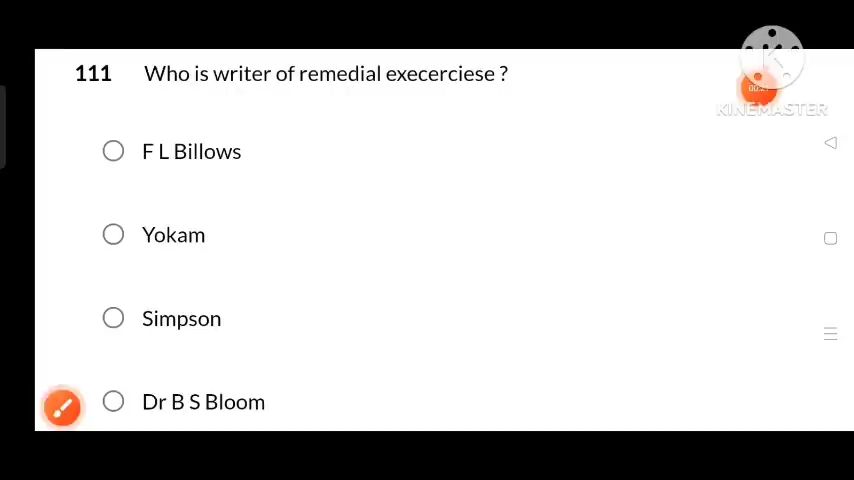 111 Who is writer of remedial execerciese ?
KINEMASTER
F L Billows
Yokam
Simpson
Dr B S Bloom